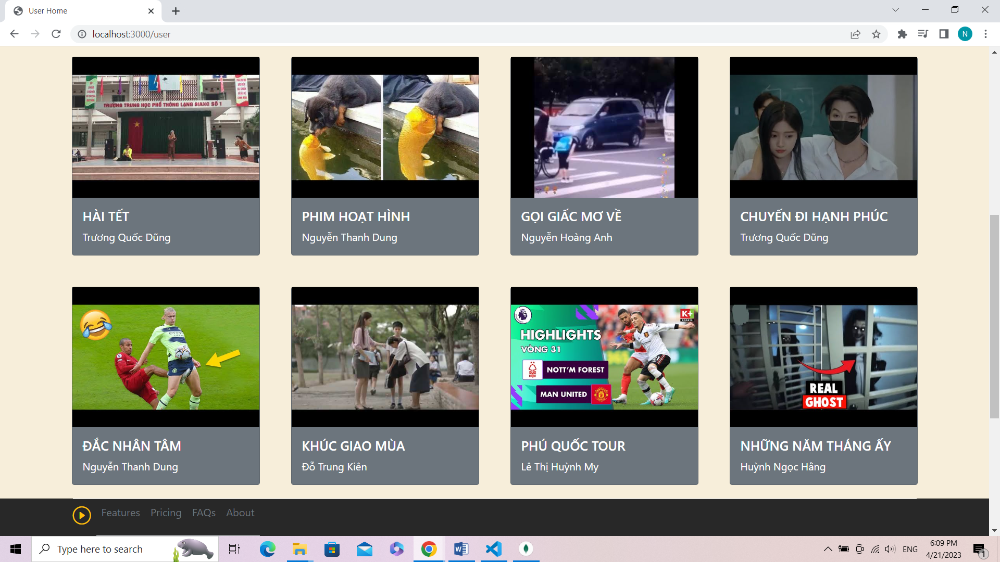 User Home
localhost:3000/user
N
TRƯỜNG TRUNG HỌC PHỔ THÔNG LẠNG GIANG SỐ 1
HÀI TẾT
Trương Quốc Dũng
PHIM HOẠT HÌNH
Nguyễn Thanh Dung
GỌI GIẤC MƠ VỀ
Nguyễn Hoàng Anh
CHUYẾN ĐI HẠNH PHÚC
Trương Quốc Dũng
HIGHLIGHTS
VÒNG 31
NOTT'M FOREST
MAN UNITED
K+
SPORTS
REAL
GHOST
ĐẮC NHÂN TÂM
Nguyễn Thanh Dung
KHÚC GIAO MÙA
Đỗ Trung Kiên
PHÚ QUỐC TOUR
Lê Thị Huỳnh My
NHỮNG NĂM THÁNG ẤY
Huỳnh Ngọc Hằng
Features Pricing FAQs About
Type here to search
ENG
6:09 PM
4/21/2023
1